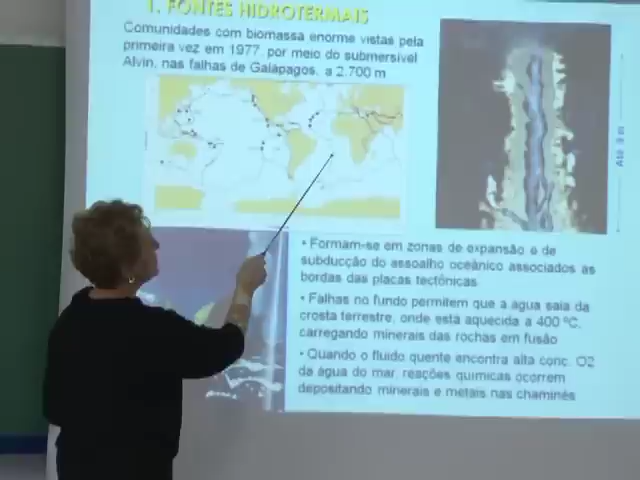 1. FONTES HIDROTERMAIS
Comunidades com biomassa enorme vistas pela
primeira vez em 1977, por meio do submersível
Alvin, nas falhas de Galápagos, a 2.700 m
Até 3 m
• Formam-se em zonas de expansão e de
subducção do assoalho oceânico associados as
bordas das placas tectônicas
• Falhas no fundo permitem que a água saia da
crosta terrestre, onde está aquecida a 400 ºC,
carregando minerais das rochas em fusão
• Quando o fluido quente encontra alta conc. O2
da água do mar, reações químicas ocorrem
depositando minerais e metais nas chaminés